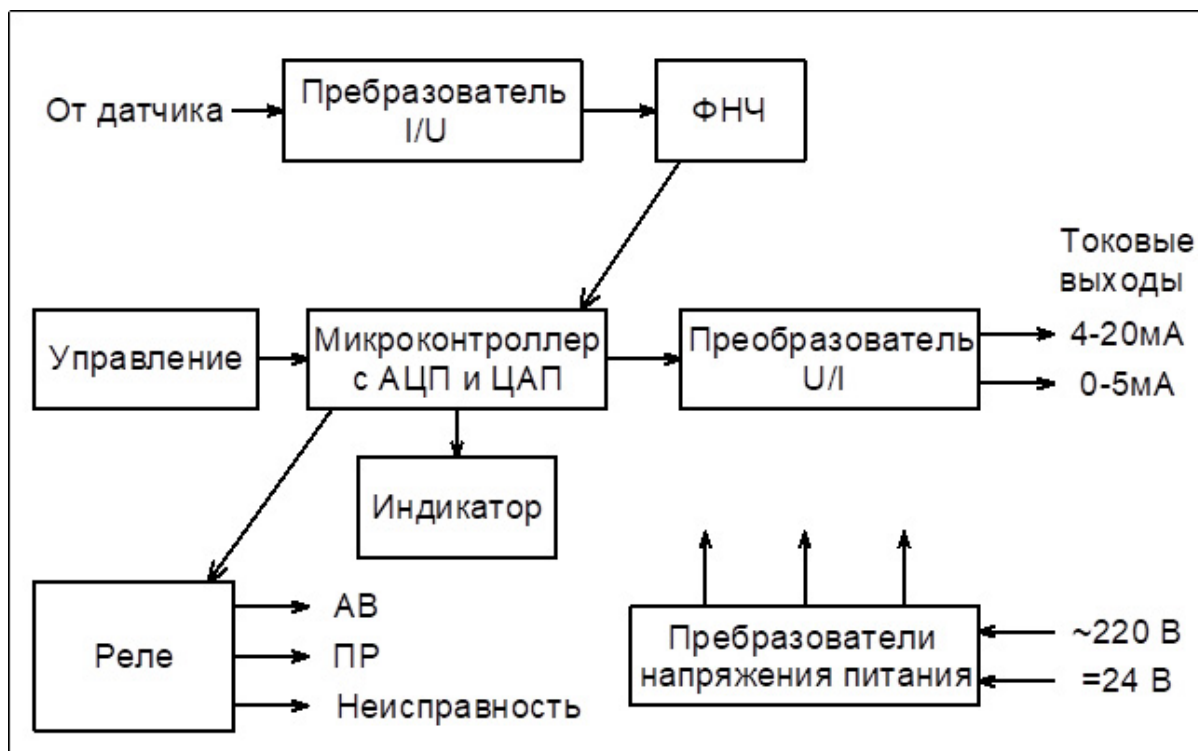 От датчика
Пребразователь
I/U
ФНЧ
Токовые
выходы
Управление
Микроконтроллер
с АЦП и ЦАП
Преобразователь
U/I
4-20мА
0-5мА
Индикатор
Реле
АВ
ПР
Неисправность
Пребразователи
напряжения питания
~220 В
=24 В